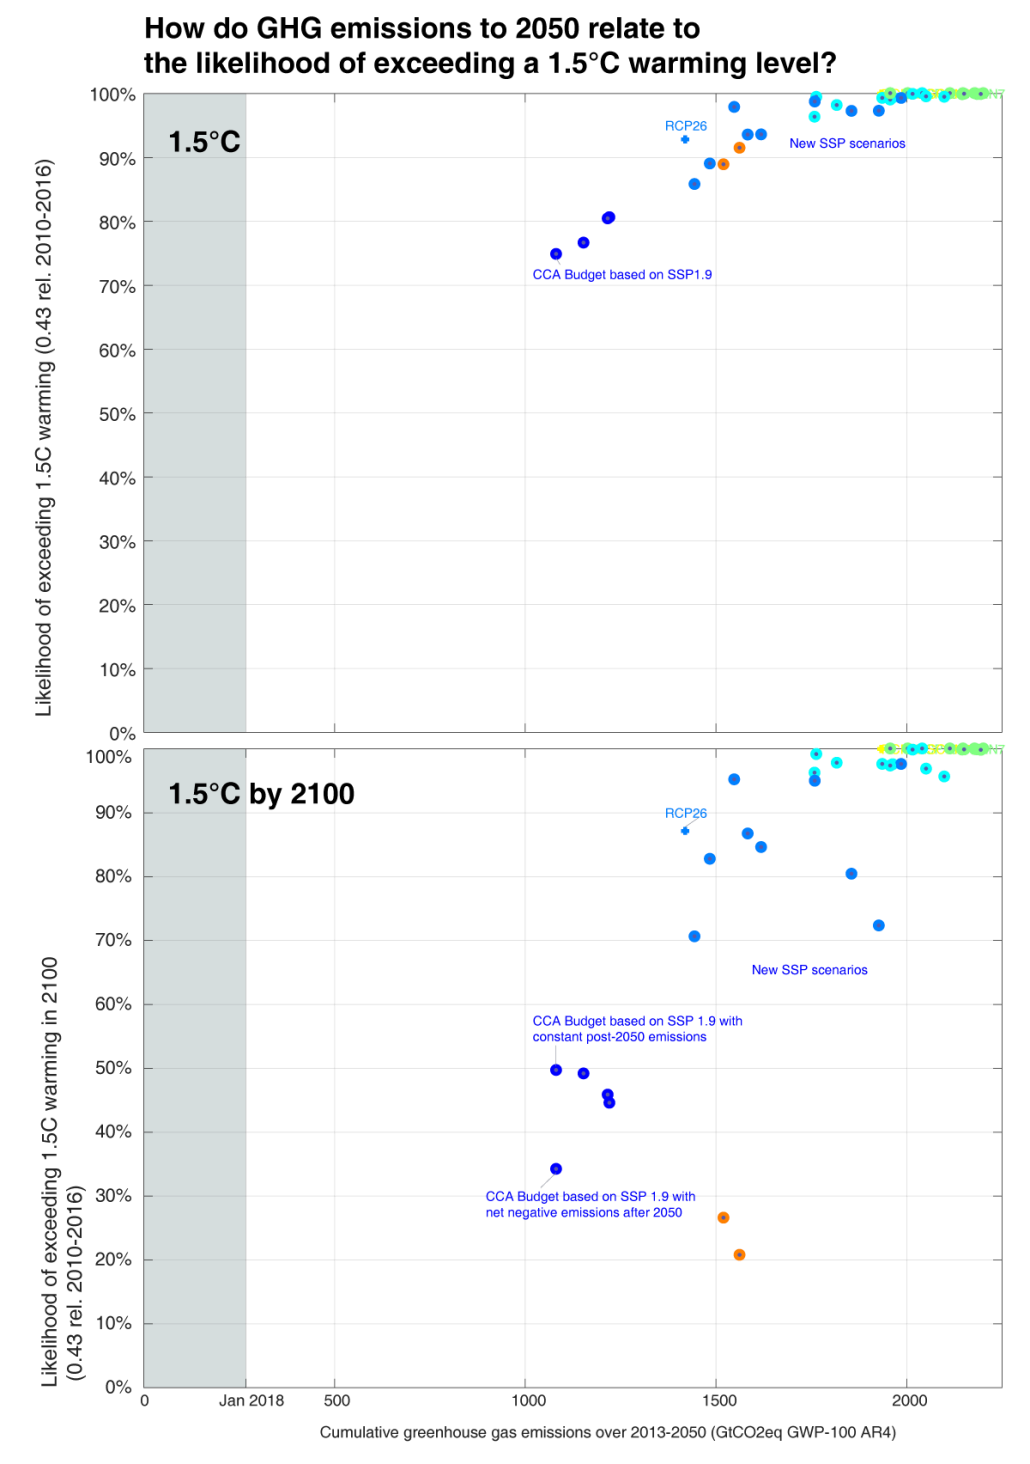 How do GHG emissions to 2050 relate to
the likelihood of exceeding a 1.5°C warming level?
Likelihood of exceeding 1.5C warming (0.43 rel. 2010-2016)
100%
90%
80%
70%
60%
50%
40%
30%
20%
10%
0%
1.5°C
RCP26
New SSP scenarios
CCA Budget based on SSP1.9
Likelihood of exceeding 1.5C warming in 2100
(0.43 rel. 2010-2016)
100%
90%
80%
70%
60%
50%
40%
30%
20%
10%
0%
1.5°C by 2100
RCP26
New SSP scenarios
CCA Budget based on SSP 1.9 with
constant post-2050 emissions
CCA Budget based on SSP 1.9 with
net negative emissions after 2050
0 Jan 2018 500 1000 1500 2000
Cumulative greenhouse gas emissions over 2013-2050 (GtCO2eq GWP-100 AR4)